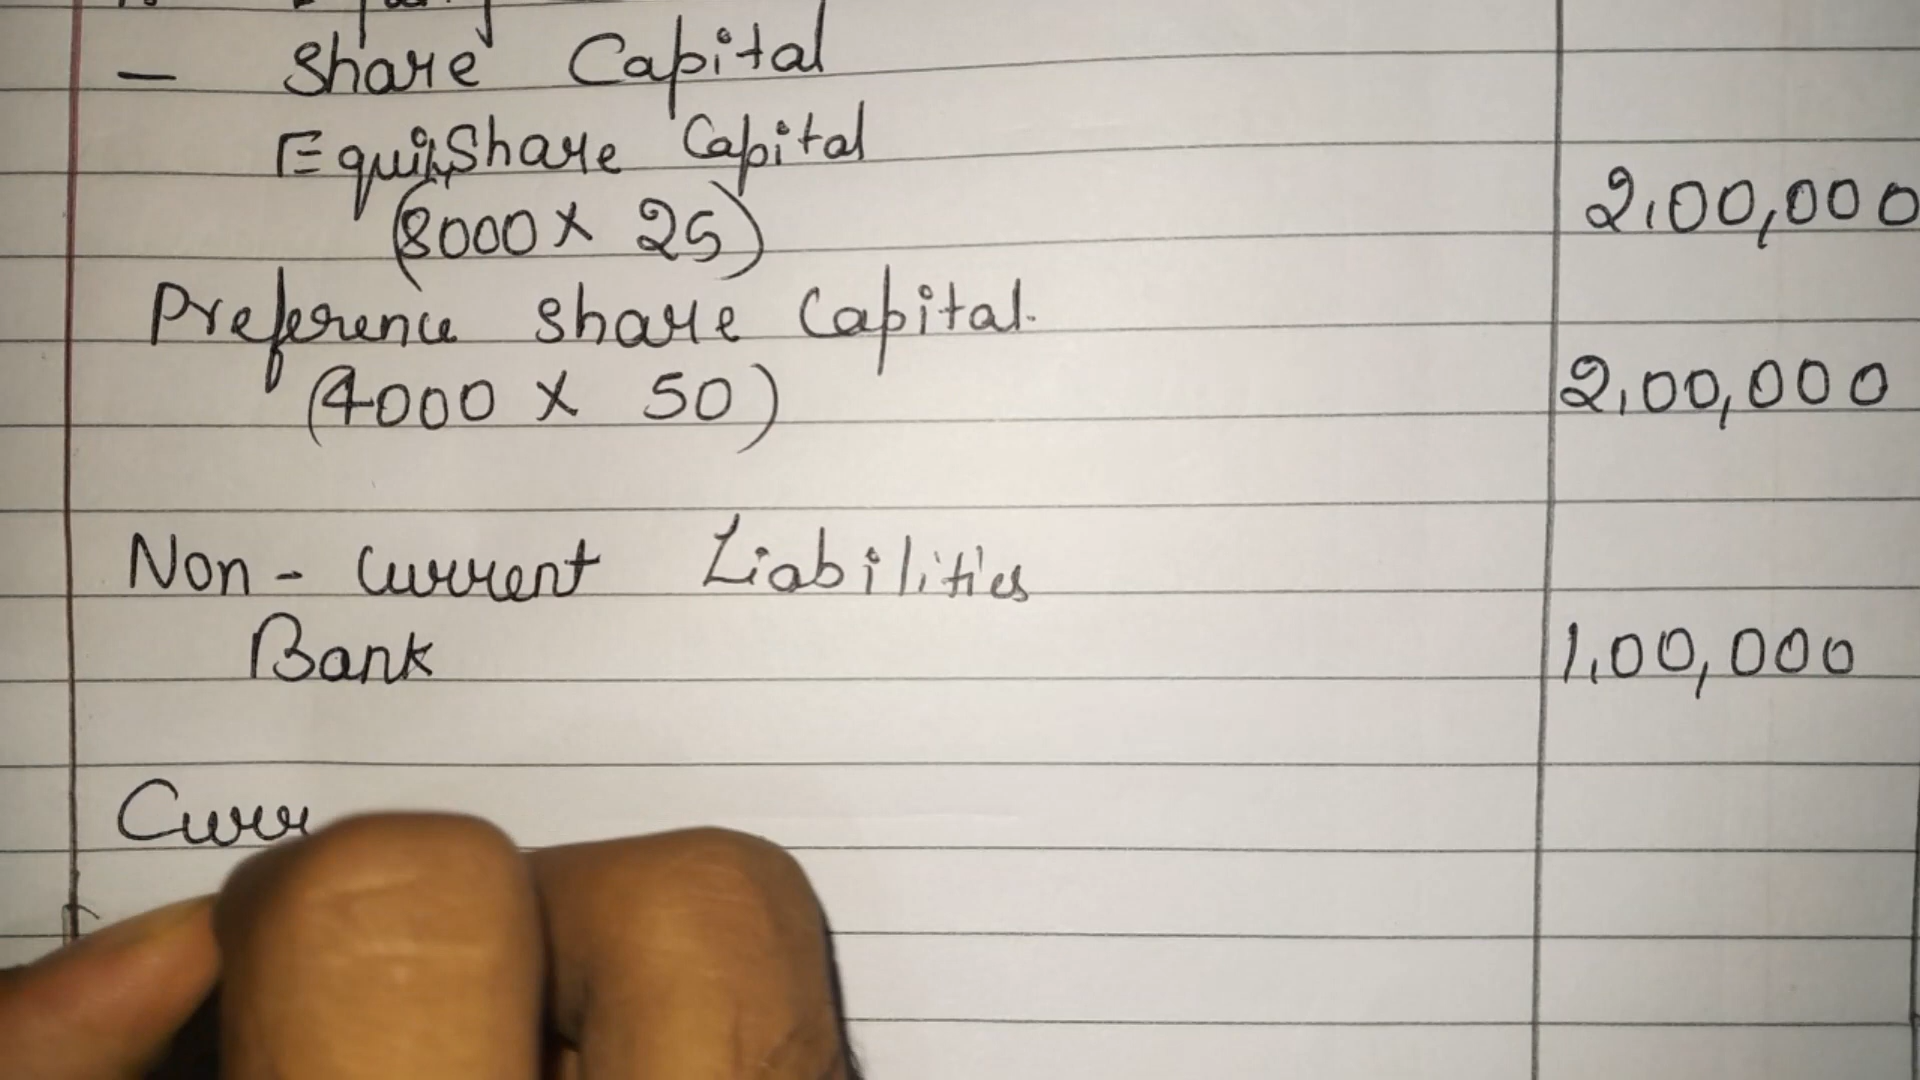 - Share Capital
Equity Share Capital
(8000 × 25) 2,00,000
Preference share Capital.
(4000 × 50) 2,00,000
Non-Current Liabilities
Bank 1,00,000
Curr